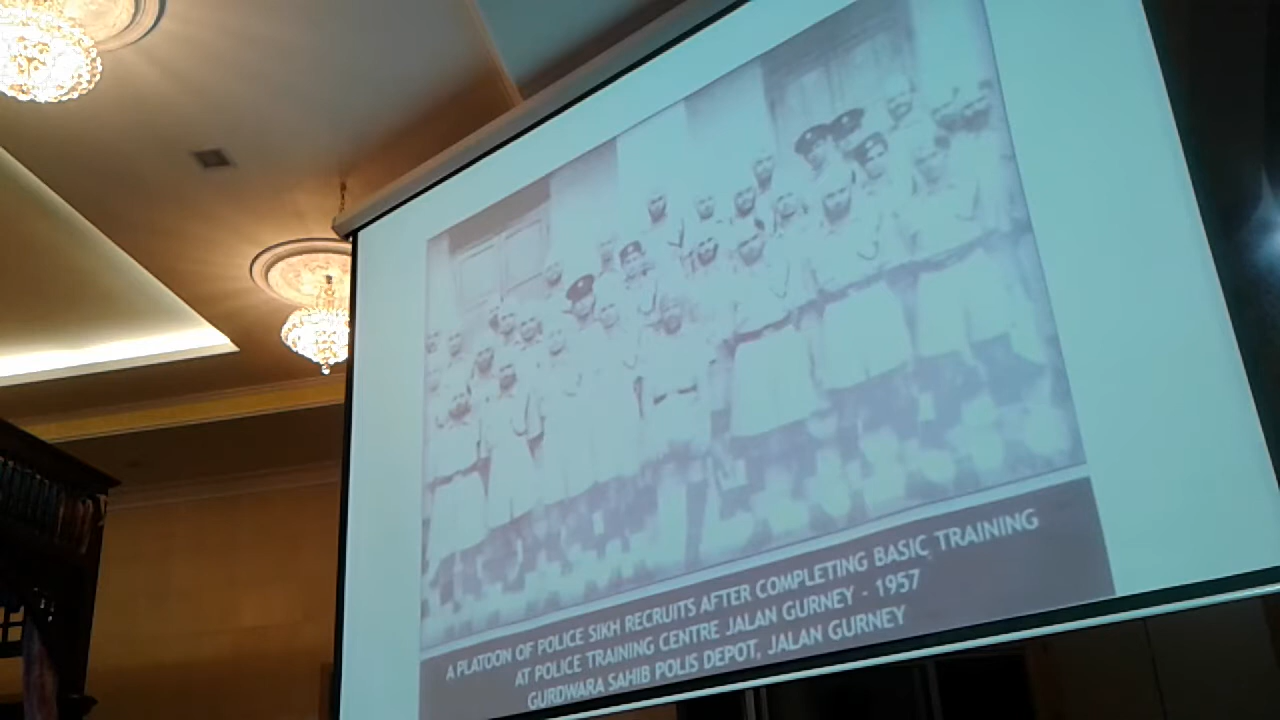 A PLATOON OF POLICE SIKH RECRUITS AFTER COMPLETING BASIC TRAINING
AT POLICE TRAINING CENTRE JALAN GURNEY - 1957
GURDWARA SAHIB POLIS DEPOT, JALAN GURNEY